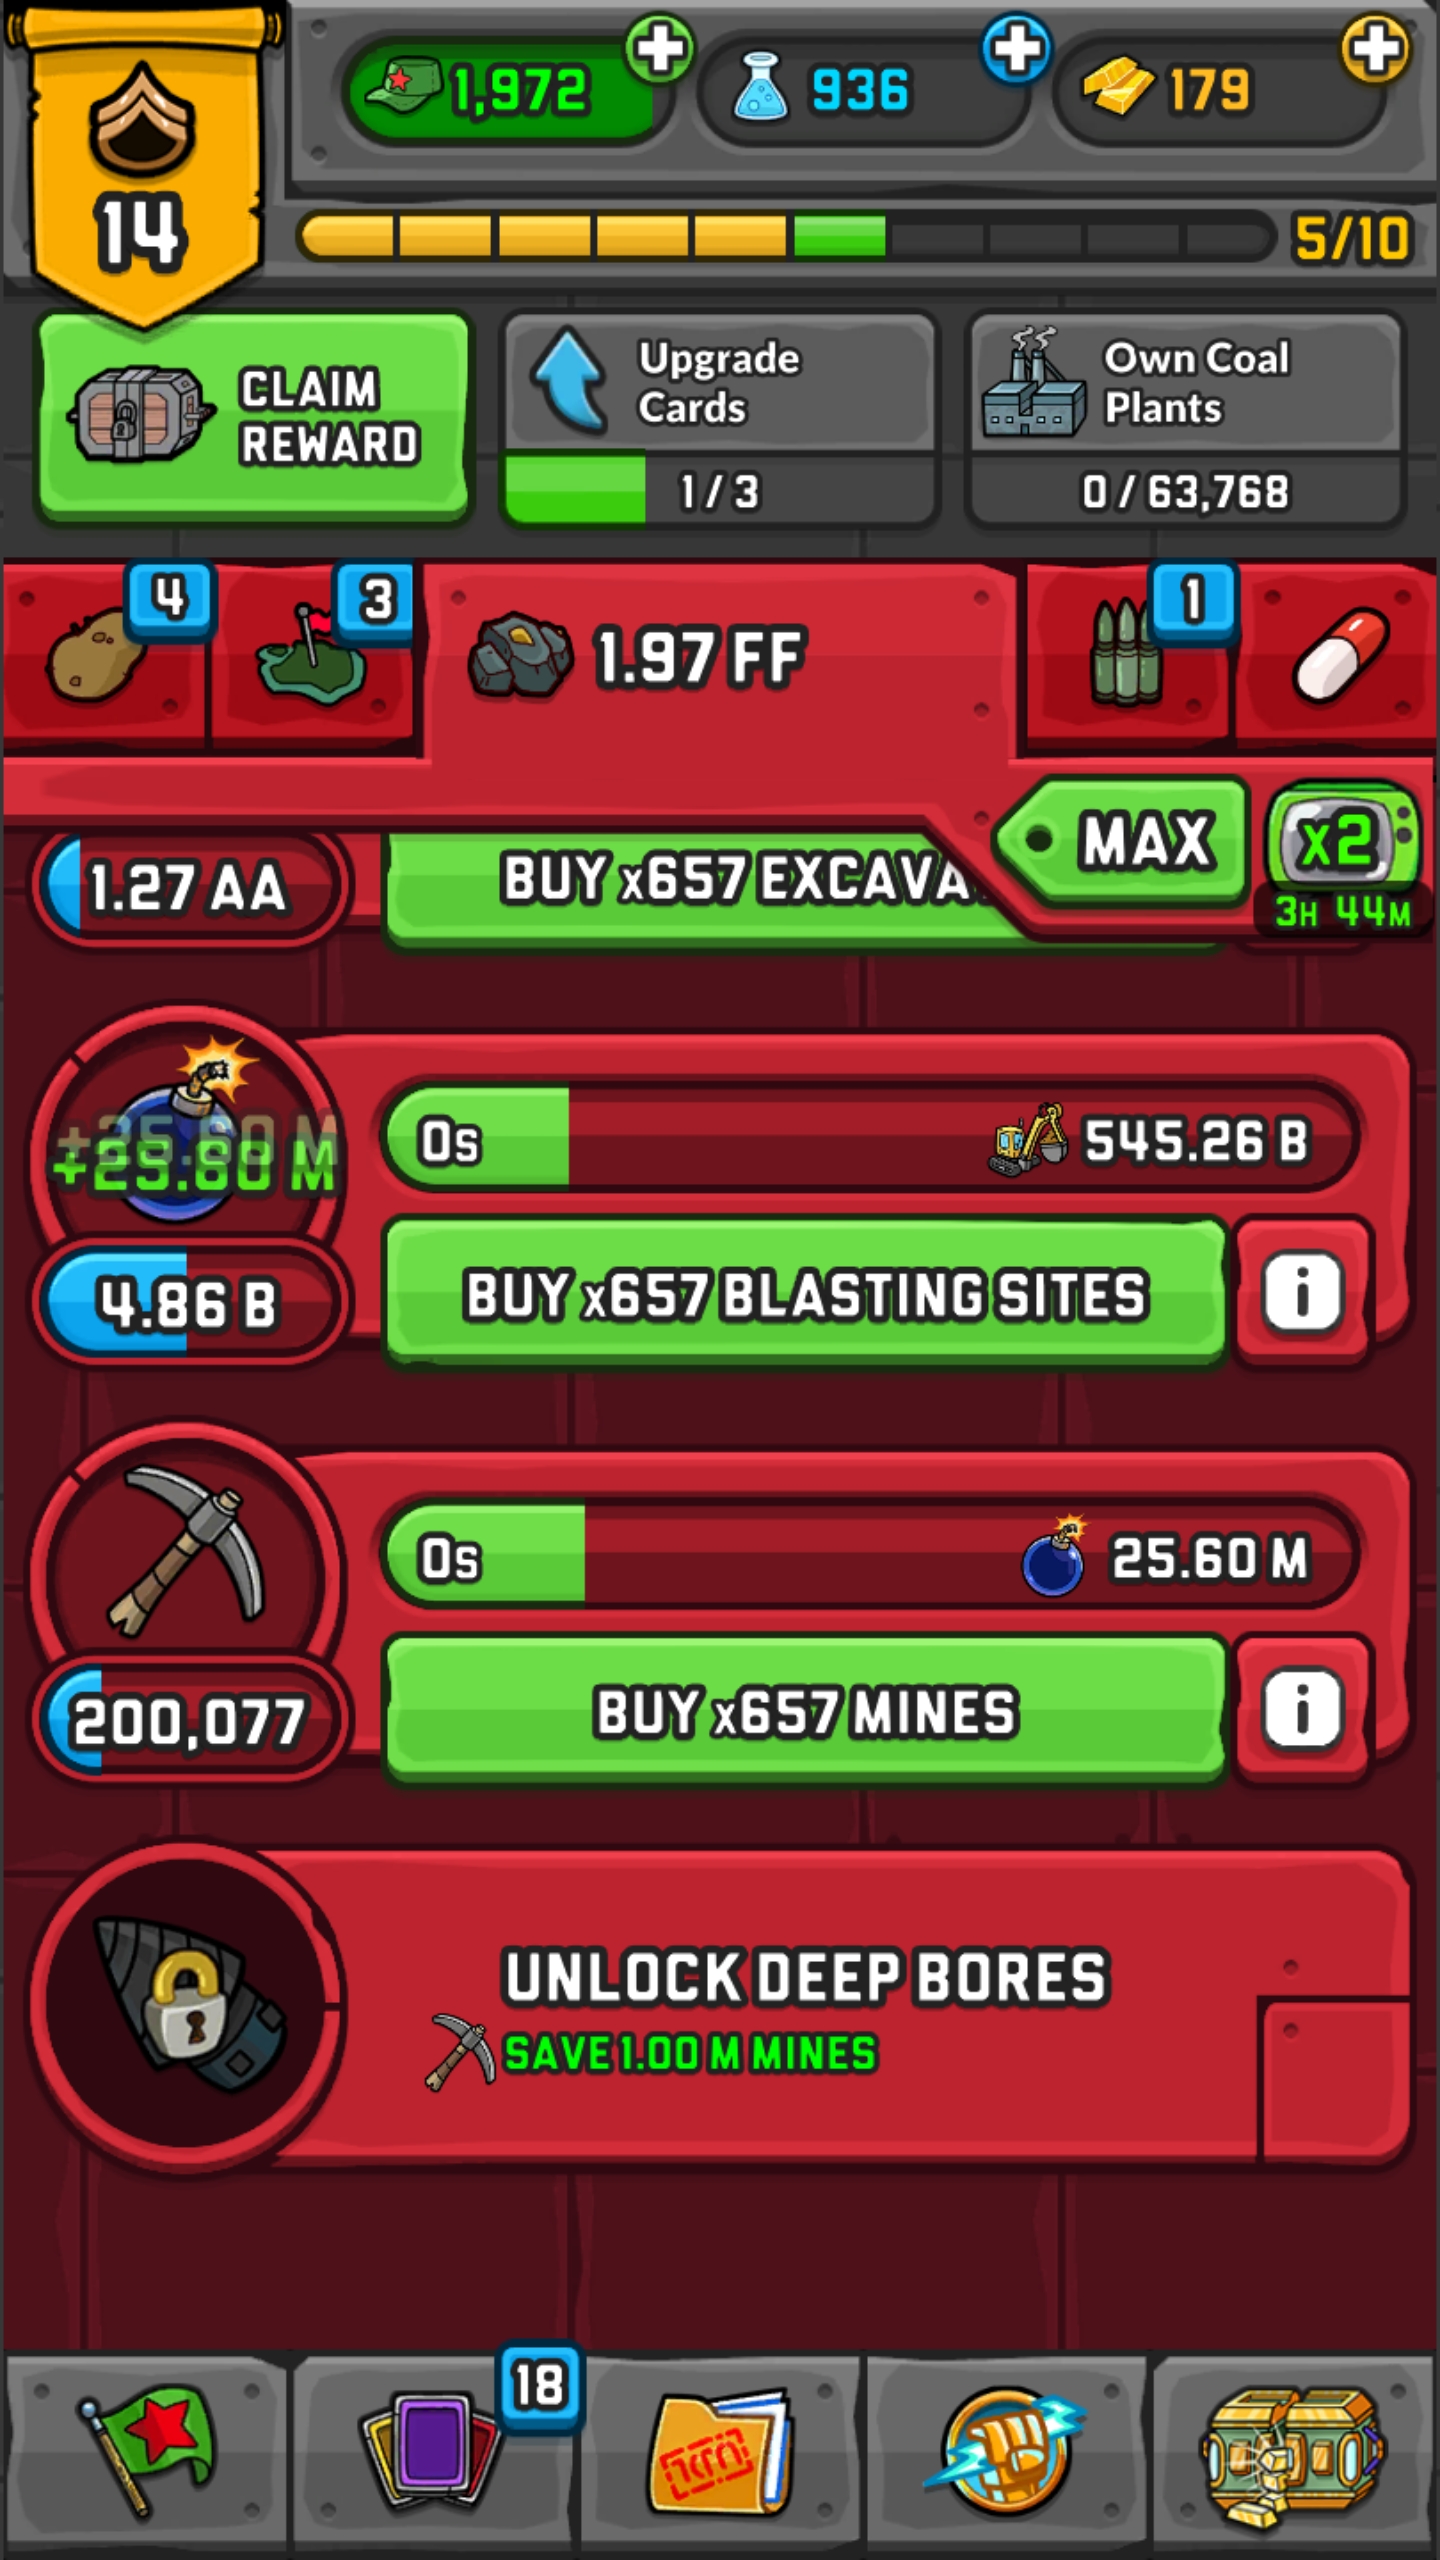 1,972
936
179
14
5/10
CLAIM
REWARD
Upgrade
Cards
1 / 3
Own Coal
Plants
0 / 63,768
4
3
1.97 FF
1
MAX
x2
3H 44M
1.27 AA
BUY x657
0s
545.26 B
+25.60 M
+25.60 M
4.86 B
BUY x657 BLASTING SITES
i
0s
25.60 M
200,077
BUY x657 MINES
i
UNLOCK DEEP BORES
SAVE 1.00 M MINES
18